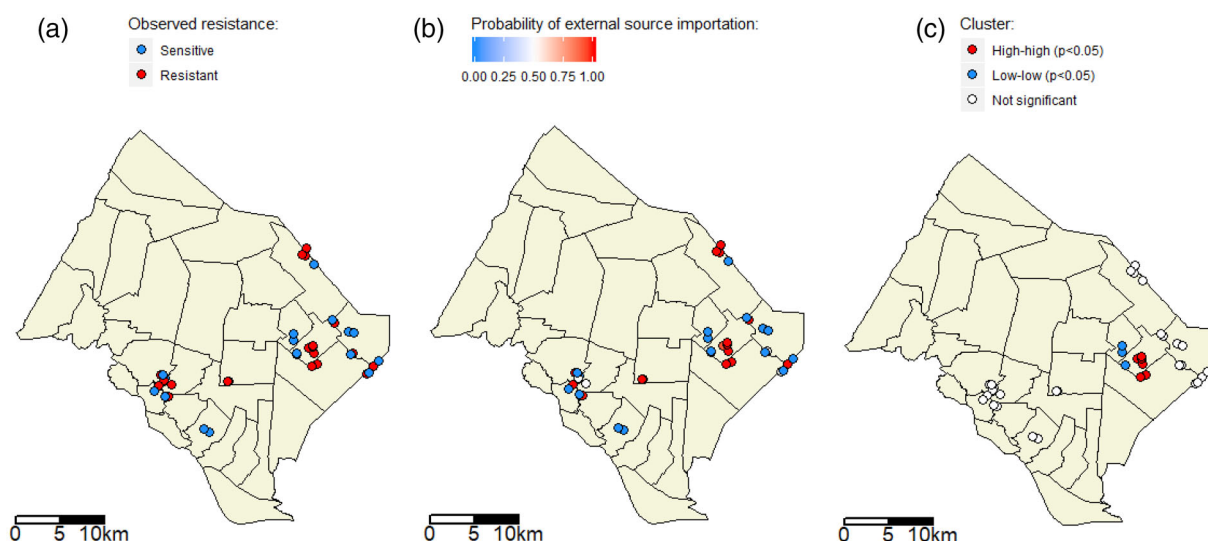 (a)
Observed resistance:
Sensitive
Resistant
0 5 10km
(b)
Probability of external source importation:
0.00 0.25 0.50 0.75 1.00
0 5 10km
(c)
Cluster:
High-high (p<0.05)
Low-low (p<0.05)
Not significant
0 5 10km